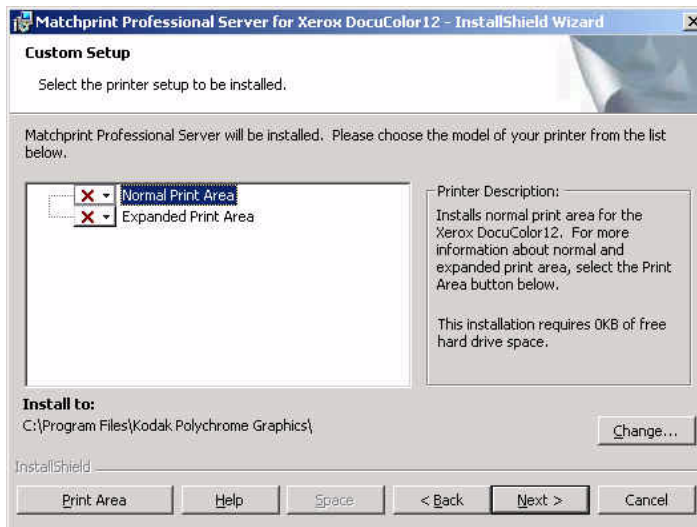 Matchprint Professional Server for Xerox DocuColor12 - InstallShield Wizard
Custom Setup
Select the printer setup to be installed.
Matchprint Professional Server will be installed.  Please choose the model of your printer from the list
below.
Normal Print Area
Expanded Print Area
Printer Description:
Installs normal print area for the
Xerox DocuColor12.  For more
information about normal and
expanded print area, select the Print
Area button below.
This installation requires 0KB of free
hard drive space.
Install to:
C:\Program Files\Kodak Polychrome Graphics\
Change...
InstallShield
Print Area
Help
Space
< Back
Next >
Cancel